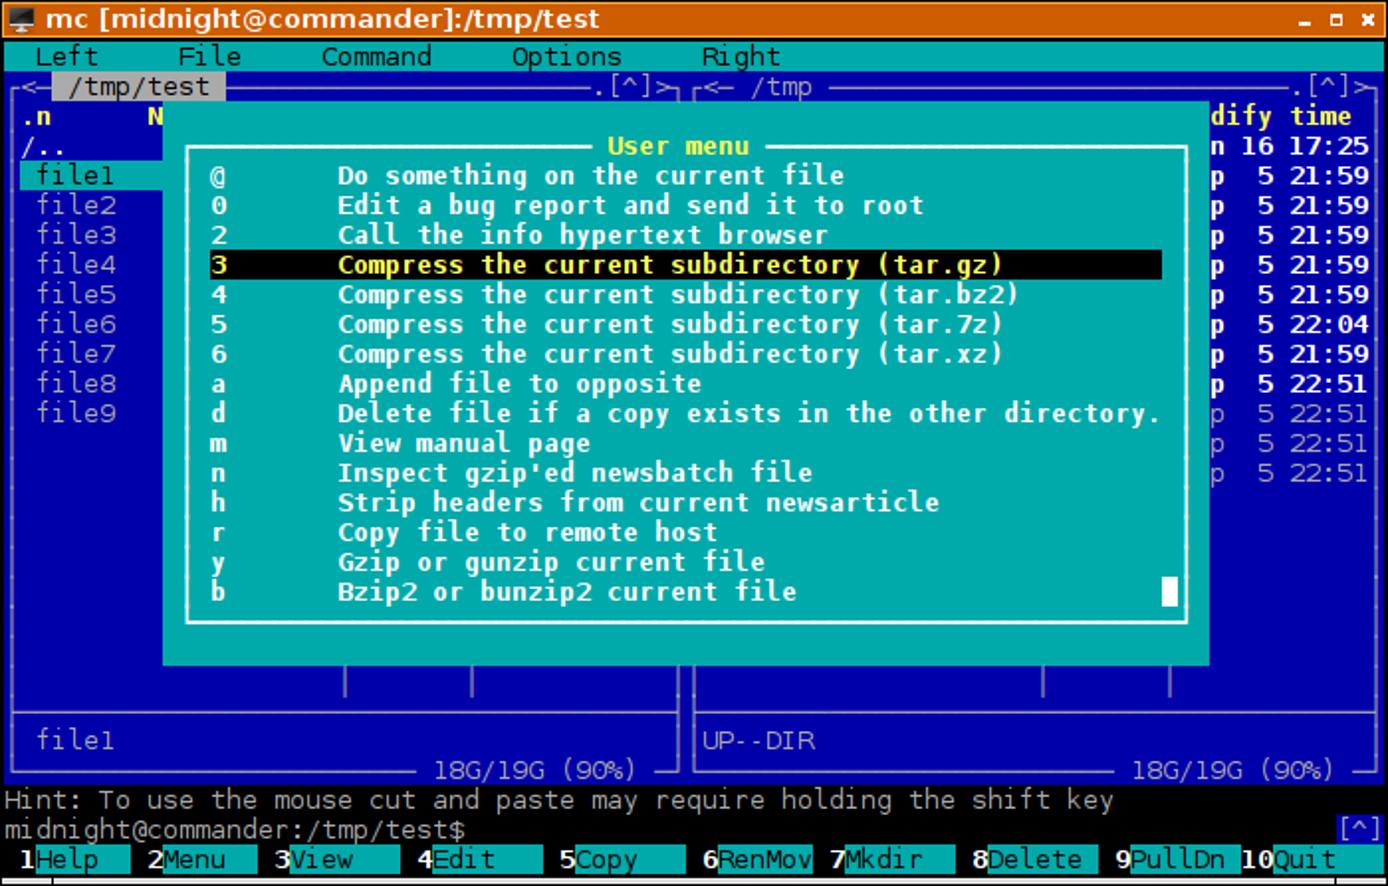 mc [midnight@commander]:/tmp/test
Left File Command Options Right
<- /tmp/test .[^]> <- /tmp .[^]>
.n N dify time
/.. n 16 17:25
User menu
file1 @ Do something on the current file p 5 21:59
file2 0 Edit a bug report and send it to root p 5 21:59
file3 2 Call the info hypertext browser p 5 21:59
file4 3 Compress the current subdirectory (tar.gz) p 5 21:59
file5 4 Compress the current subdirectory (tar.bz2) p 5 21:59
file6 5 Compress the current subdirectory (tar.7z) p 5 22:04
file7 6 Compress the current subdirectory (tar.xz) p 5 21:59
file8 a Append file to opposite p 5 22:51
file9 d Delete file if a copy exists in the other directory. p 5 22:51
m View manual page p 5 22:51
n Inspect gzip'ed newsbatch file p 5 22:51
h Strip headers from current newsarticle
r Copy file to remote host
y Gzip or gunzip current file
b Bzip2 or bunzip2 current file
file1 UP--DIR
18G/19G (90%) 18G/19G (90%)
Hint: To use the mouse cut and paste may require holding the shift key
midnight@commander:/tmp/test$ [^]
1Help 2Menu 3View 4Edit 5Copy 6RenMov 7Mkdir 8Delete 9PullDn 10Quit